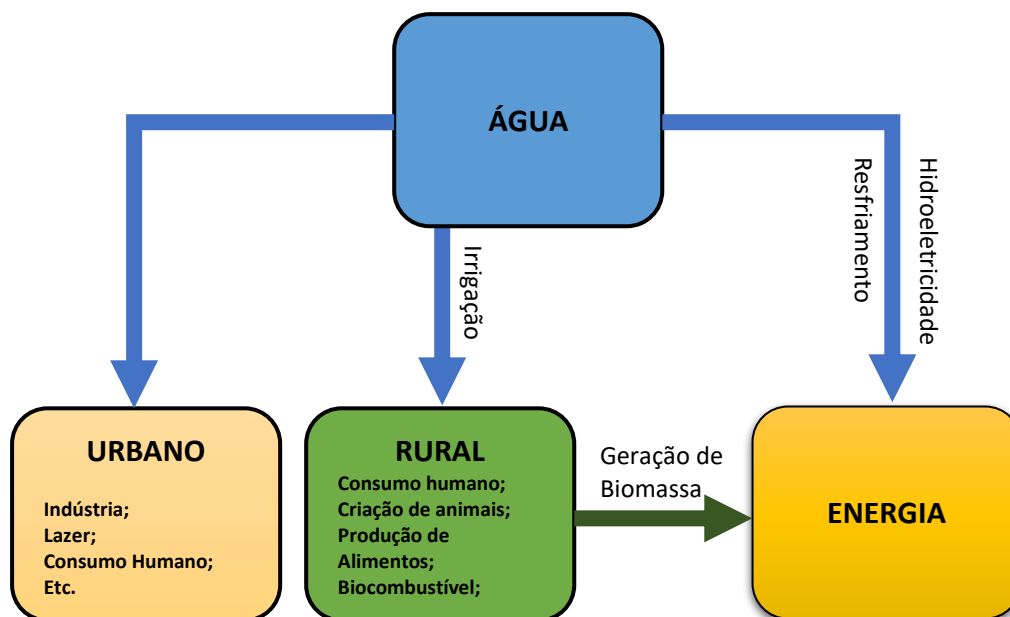 ÁGUA
Irrigação
Resfriamento
Hidroeletricidade
URBANO
Indústria;
Lazer;
Consumo Humano;
Etc.
RURAL
Consumo humano;
Criação de animais;
Produção de
Alimentos;
Biocombustível;
Geração de
Biomassa
ENERGIA